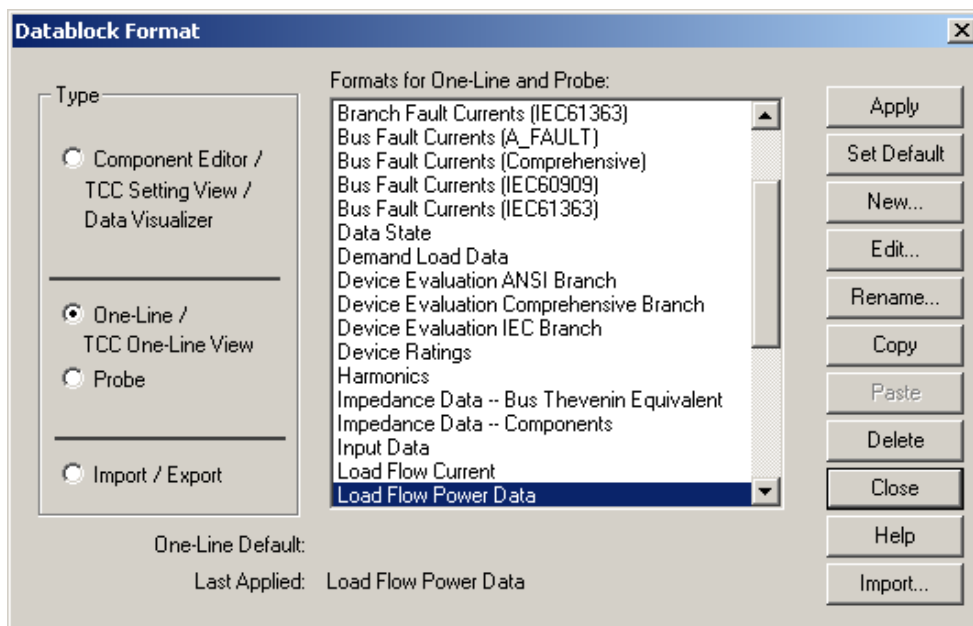 Datablock Format
Type
Component Editor /
TCC Setting View /
Data Visualizer
One-Line /
TCC One-Line View
Probe
Import / Export
Formats for One-Line and Probe:
Branch Fault Currents (IEC61363)
Bus Fault Currents (A_FAULT)
Bus Fault Currents (Comprehensive)
Bus Fault Currents (IEC60909)
Bus Fault Currents (IEC61363)
Data State
Demand Load Data
Device Evaluation ANSI Branch
Device Evaluation Comprehensive Branch
Device Evaluation IEC Branch
Device Ratings
Harmonics
Impedance Data -- Bus Thevenin Equivalent
Impedance Data -- Components
Input Data
Load Flow Current
Load Flow Power Data
Apply
Set Default
New...
Edit...
Rename...
Copy
Paste
Delete
Close
Help
Import...
One-Line Default:
Last Applied: Load Flow Power Data